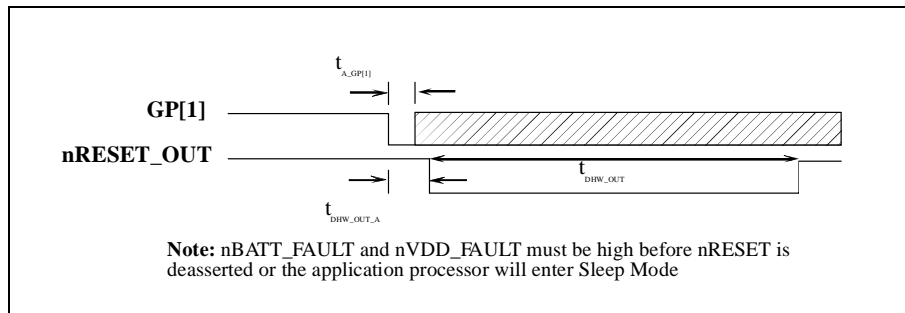 t A_GP[1]
GP[1]
nRESET_OUT
t DHW_OUT
t DHW_OUT_A
Note: nBATT_FAULT and nVDD_FAULT must be high before nRESET is
deasserted or the application processor will enter Sleep Mode